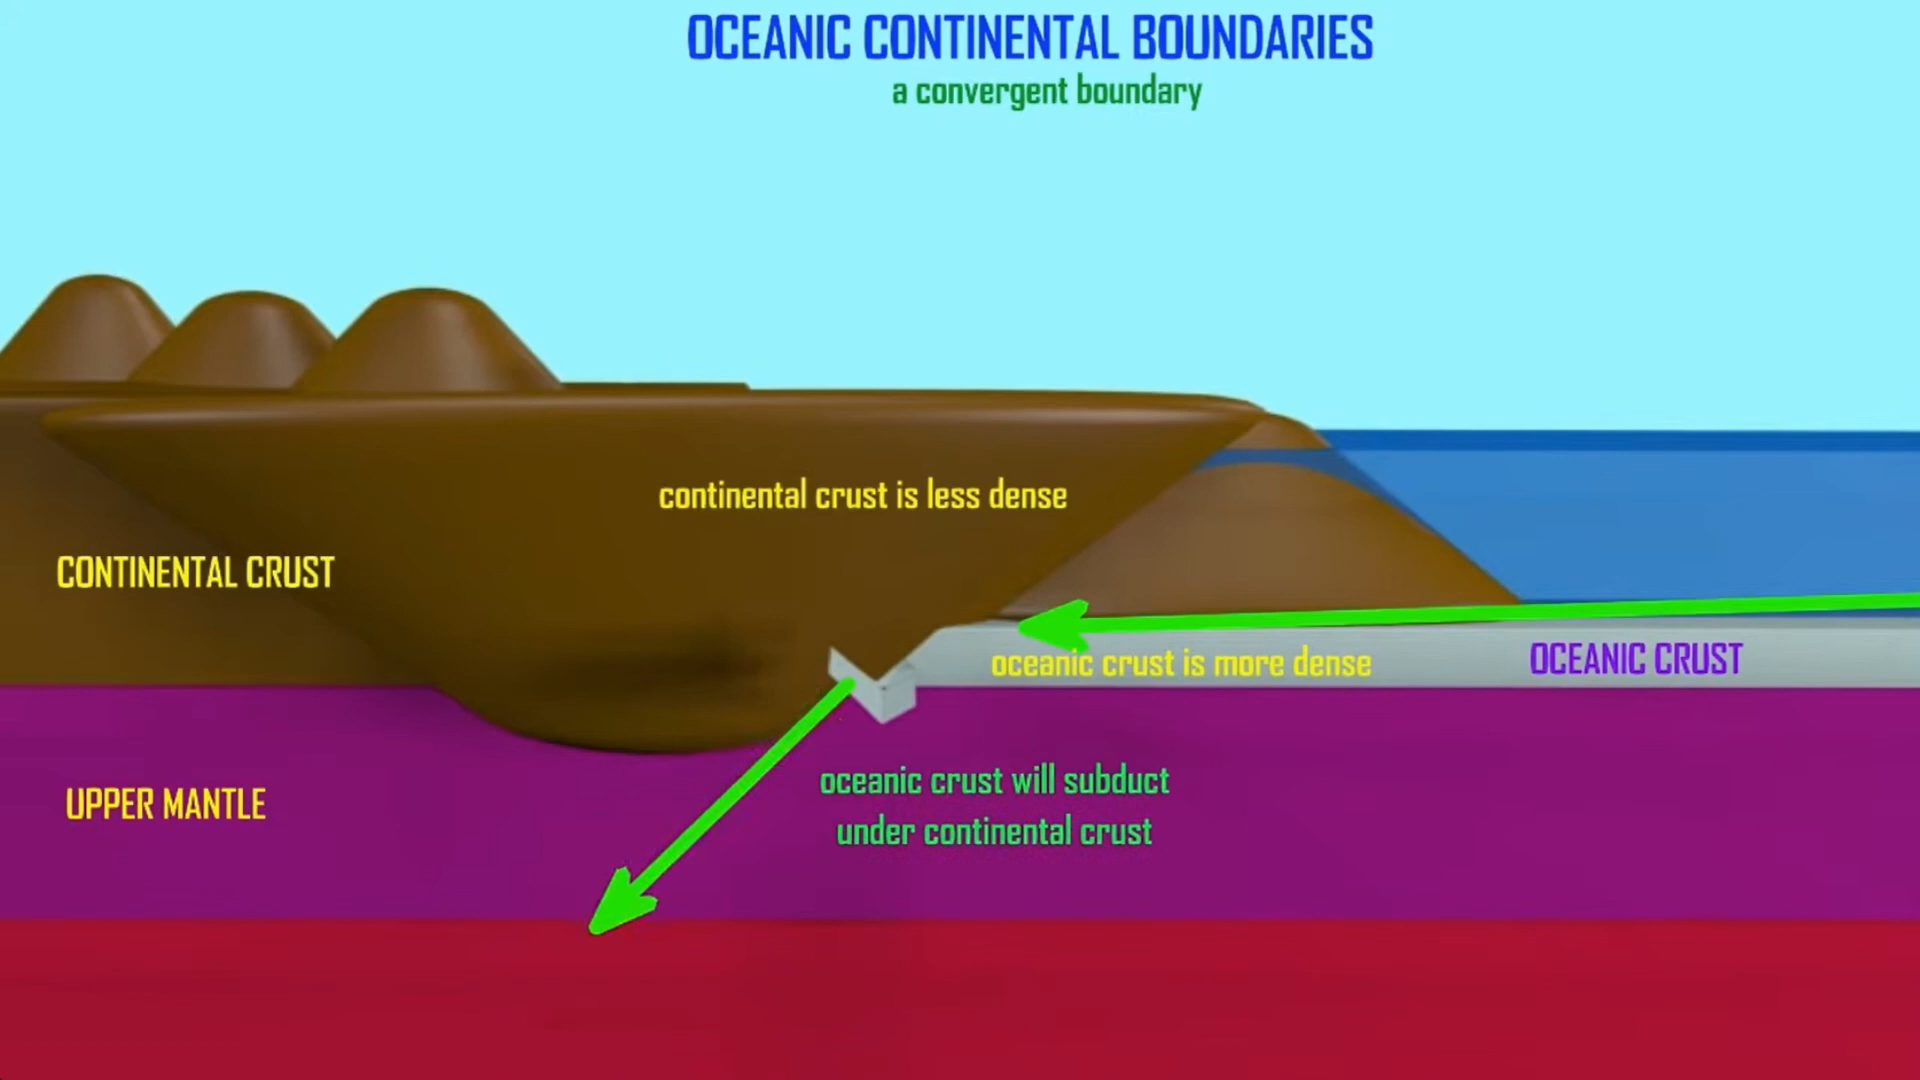 OCEANIC CONTINENTAL BOUNDARIES
a convergent boundary
continental crust is less dense
CONTINENTAL CRUST
oceanic crust is more dense
OCEANIC CRUST
oceanic crust will subduct
under continental crust
UPPER MANTLE